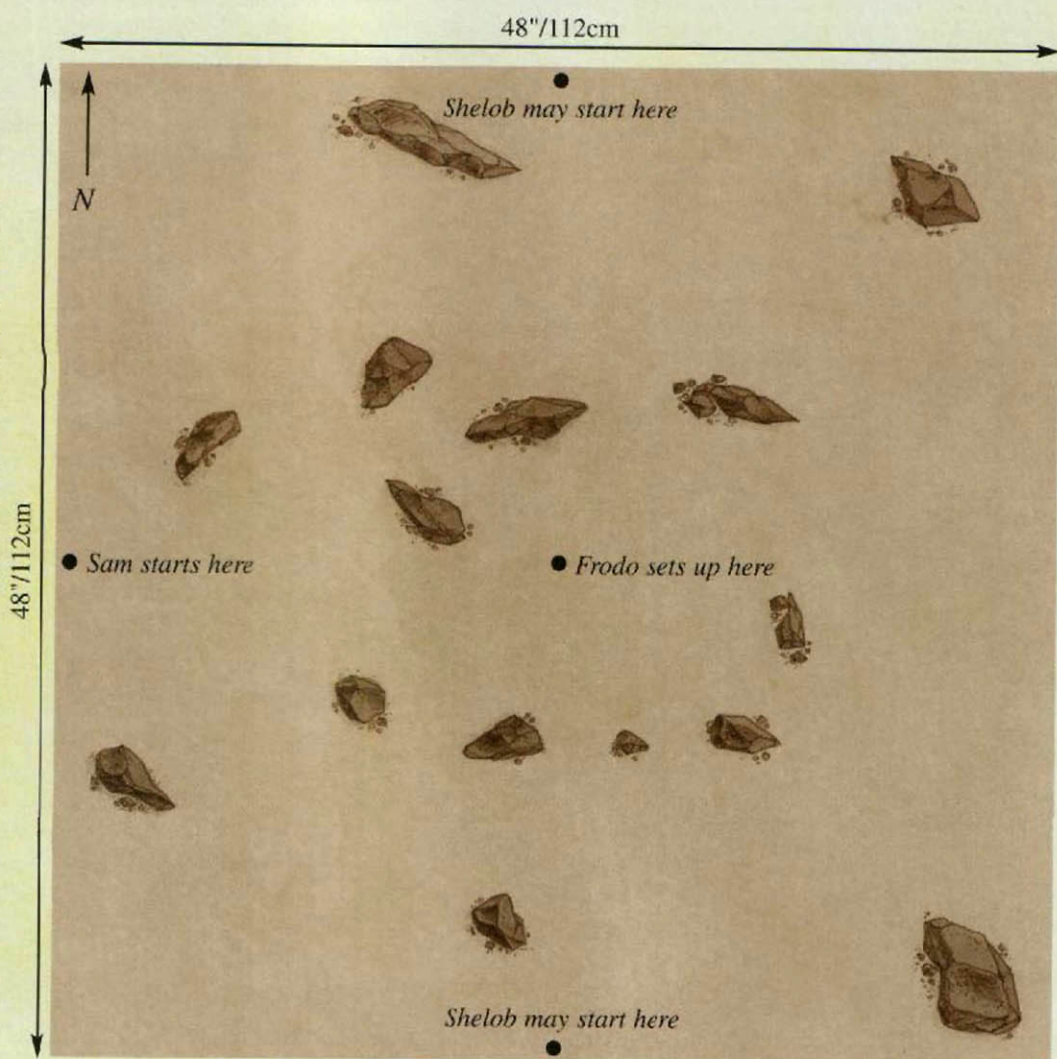 48"/112cm
Shelob may start here
N
48"/112cm
Sam starts here
Frodo sets up here
Shelob may start here